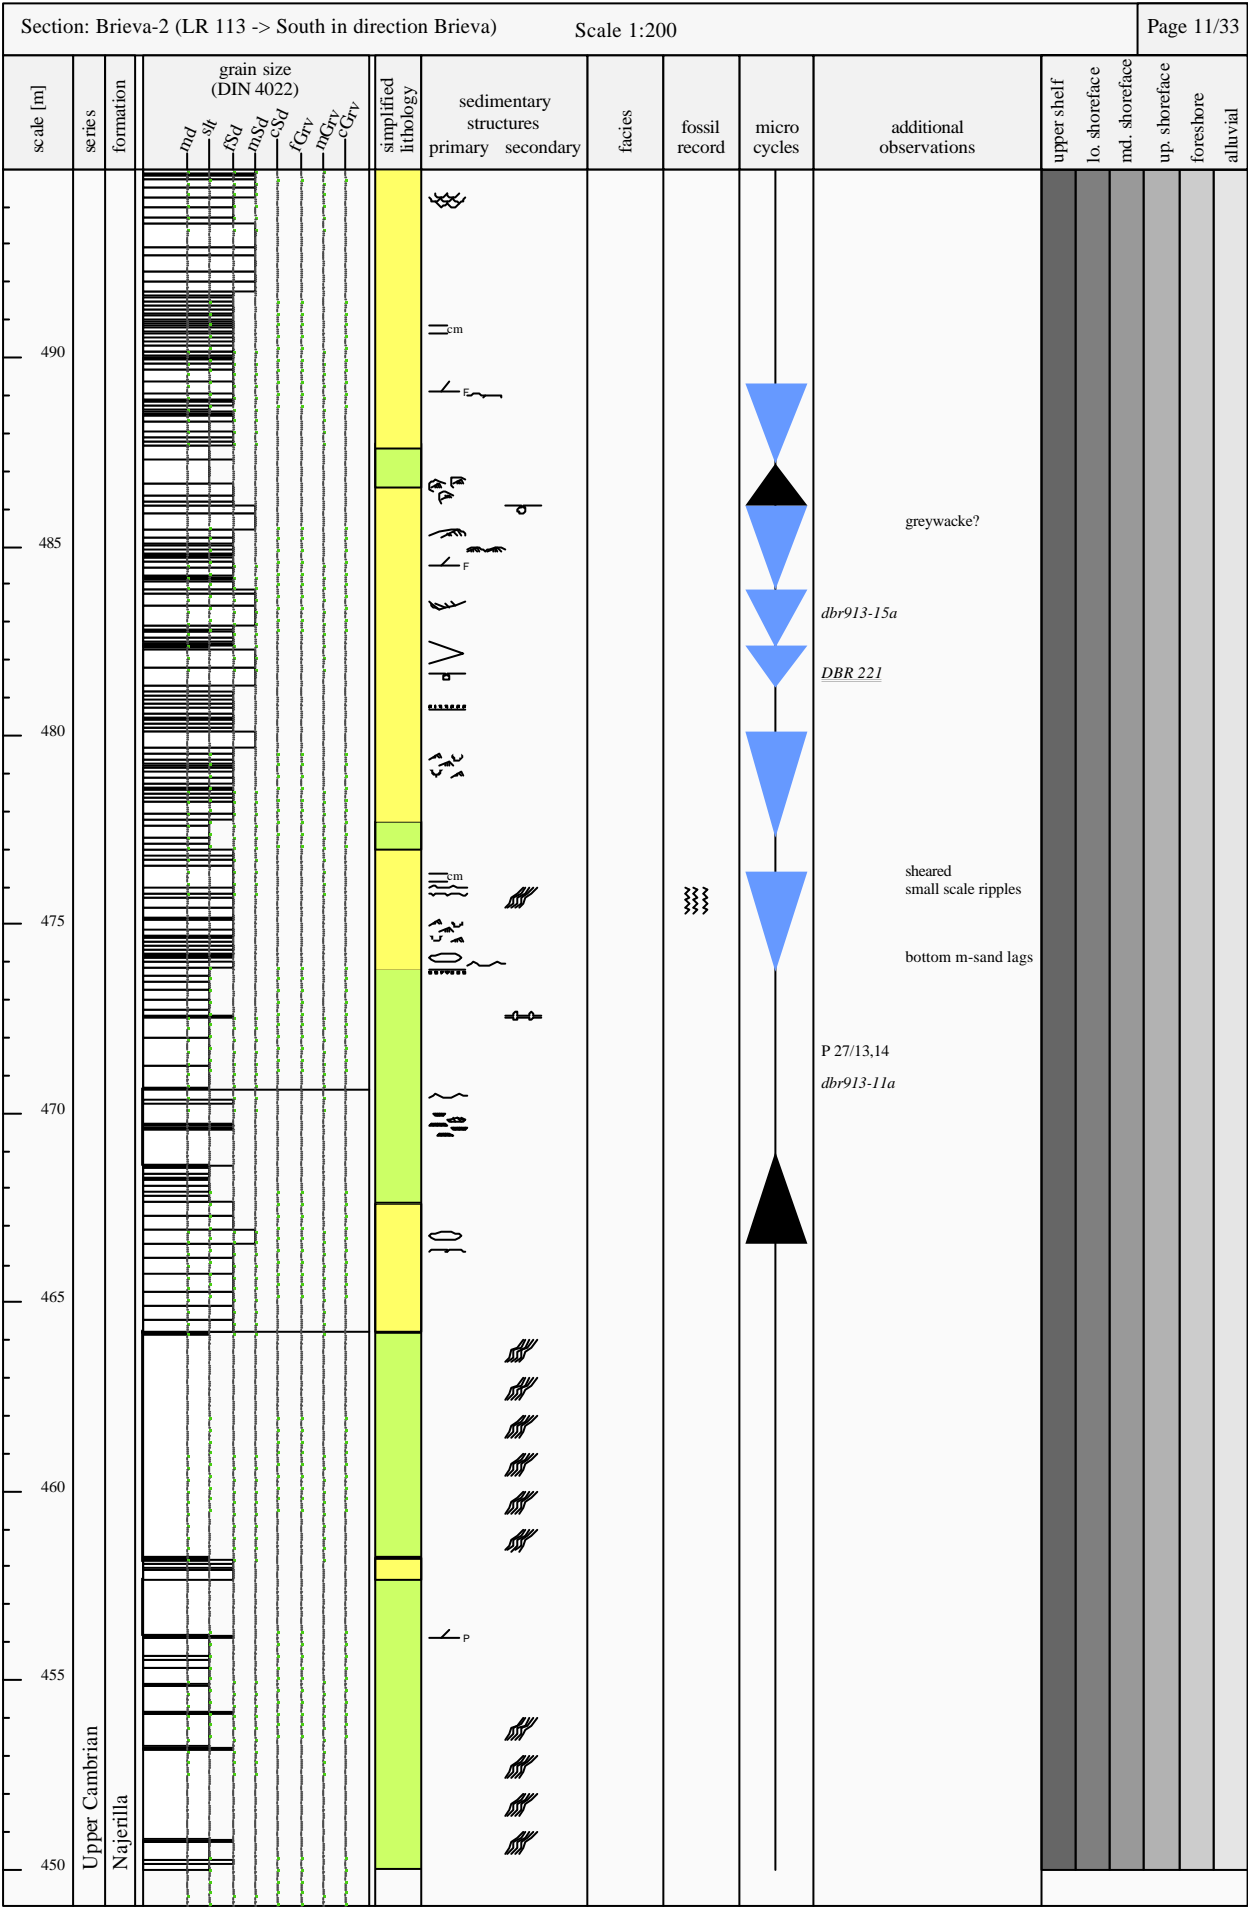 Section: Brieva-2 (LR 113 -> South in direction Brieva)
Scale 1:200
Page 11/33
scale [m]
series
formation
grain size
(DIN 4022)
md
slt
fSd
mSd
cSd
fGrv
mGrv
cGrv
simplified
lithology
sedimentary
structures
primary secondary
facies
fossil
record
micro
cycles
additional
observations
upper shelf
lo. shoreface
md. shoreface
up. shoreface
foreshore
alluvial
cm
490
F
greywacke?
485
F
dbr913-15a
DBR 221
480
sheared
cm
small scale ripples
475
bottom m-sand lags
P 27/13,14
dbr913-11a
470
465
460
P
455
Upper Cambrian
Najerilla
450